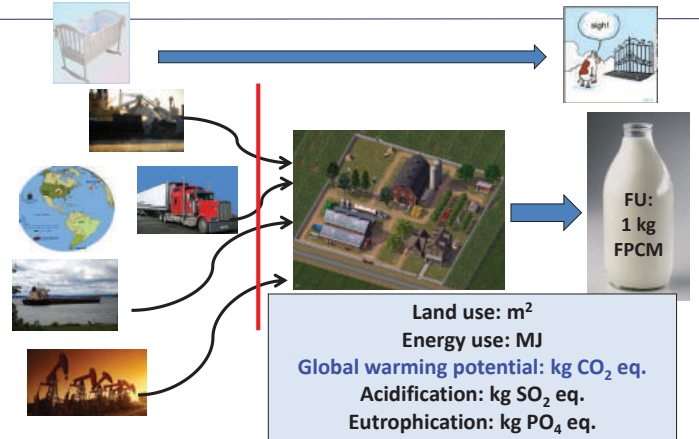 sigh!
FU:
1 kg
FPCM
Land use: m²
Energy use: MJ
Global warming potential: kg CO₂ eq.
Acidification: kg SO₂ eq.
Eutrophication: kg PO₄ eq.